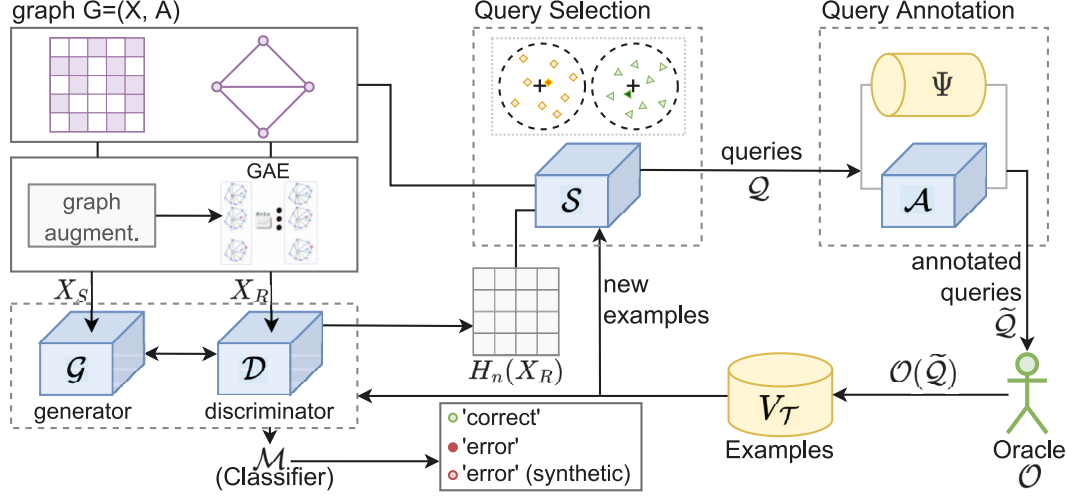 graph G=(X, A)
Query Selection
Query Annotation
Ψ
GAE
graph
augment.
S
queries
Q
A
X_S
X_R
new
examples
annotated
queries
Q̃
G
D
H_n(X_R)
O(Q̃)
V_T
generator
discriminator
Examples
Oracle
O
M
(Classifier)
'correct'
'error'
'error' (synthetic)